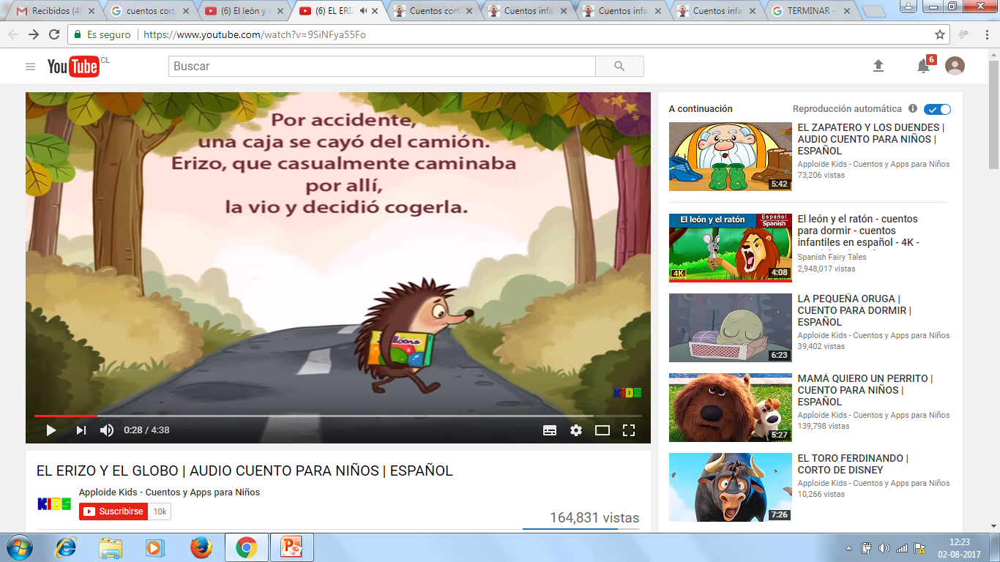 Recibidos (4)
cuentos cort
(6) El león y
(6) EL ERIZ
Cuentos cort
Cuentos infa
Cuentos infa
Cuentos infa
TERMINAR -
Es seguro
https://www.youtube.com/watch?v=9SiNFya55Fo
YouTube CL
Buscar
6
Por accidente,
una caja se cayó del camión.
Erizo, que casualmente caminaba
por allí,
la vio y decidió cogerla.
Balloons
KIDS
0:28 / 4:38
EL ERIZO Y EL GLOBO | AUDIO CUENTO PARA NIÑOS | ESPAÑOL
KIDS
Apploide Kids - Cuentos y Apps para Niños
Suscribirse
10k
164,831 vistas
A continuación
Reproducción automática
EL ZAPATERO Y LOS DUENDES |
AUDIO CUENTO PARA NIÑOS |
ESPAÑOL
Apploide Kids - Cuentos y Apps para Niños
73,206 vistas
5:42
El león y el ratón
Español
Spanish
4K
4:08
El león y el ratón - cuentos
para dormir - cuentos
infantiles en español - 4K -
Spanish Fairy Tales
2,948,017 vistas
LA PEQUEÑA ORUGA |
CUENTO PARA DORMIR |
ESPAÑOL
Apploide Kids - Cuentos y Apps para Niños
39,402 vistas
6:23
MAMÁ QUIERO UN PERRITO |
CUENTO PARA NIÑOS |
ESPAÑOL
Apploide Kids - Cuentos y Apps para Niños
139,798 vistas
5:27
EL TORO FERDINANDO |
CORTO DE DISNEY
Apploide Kids - Cuentos y Apps para Niños
10,266 vistas
7:26
12:23
02-08-2017